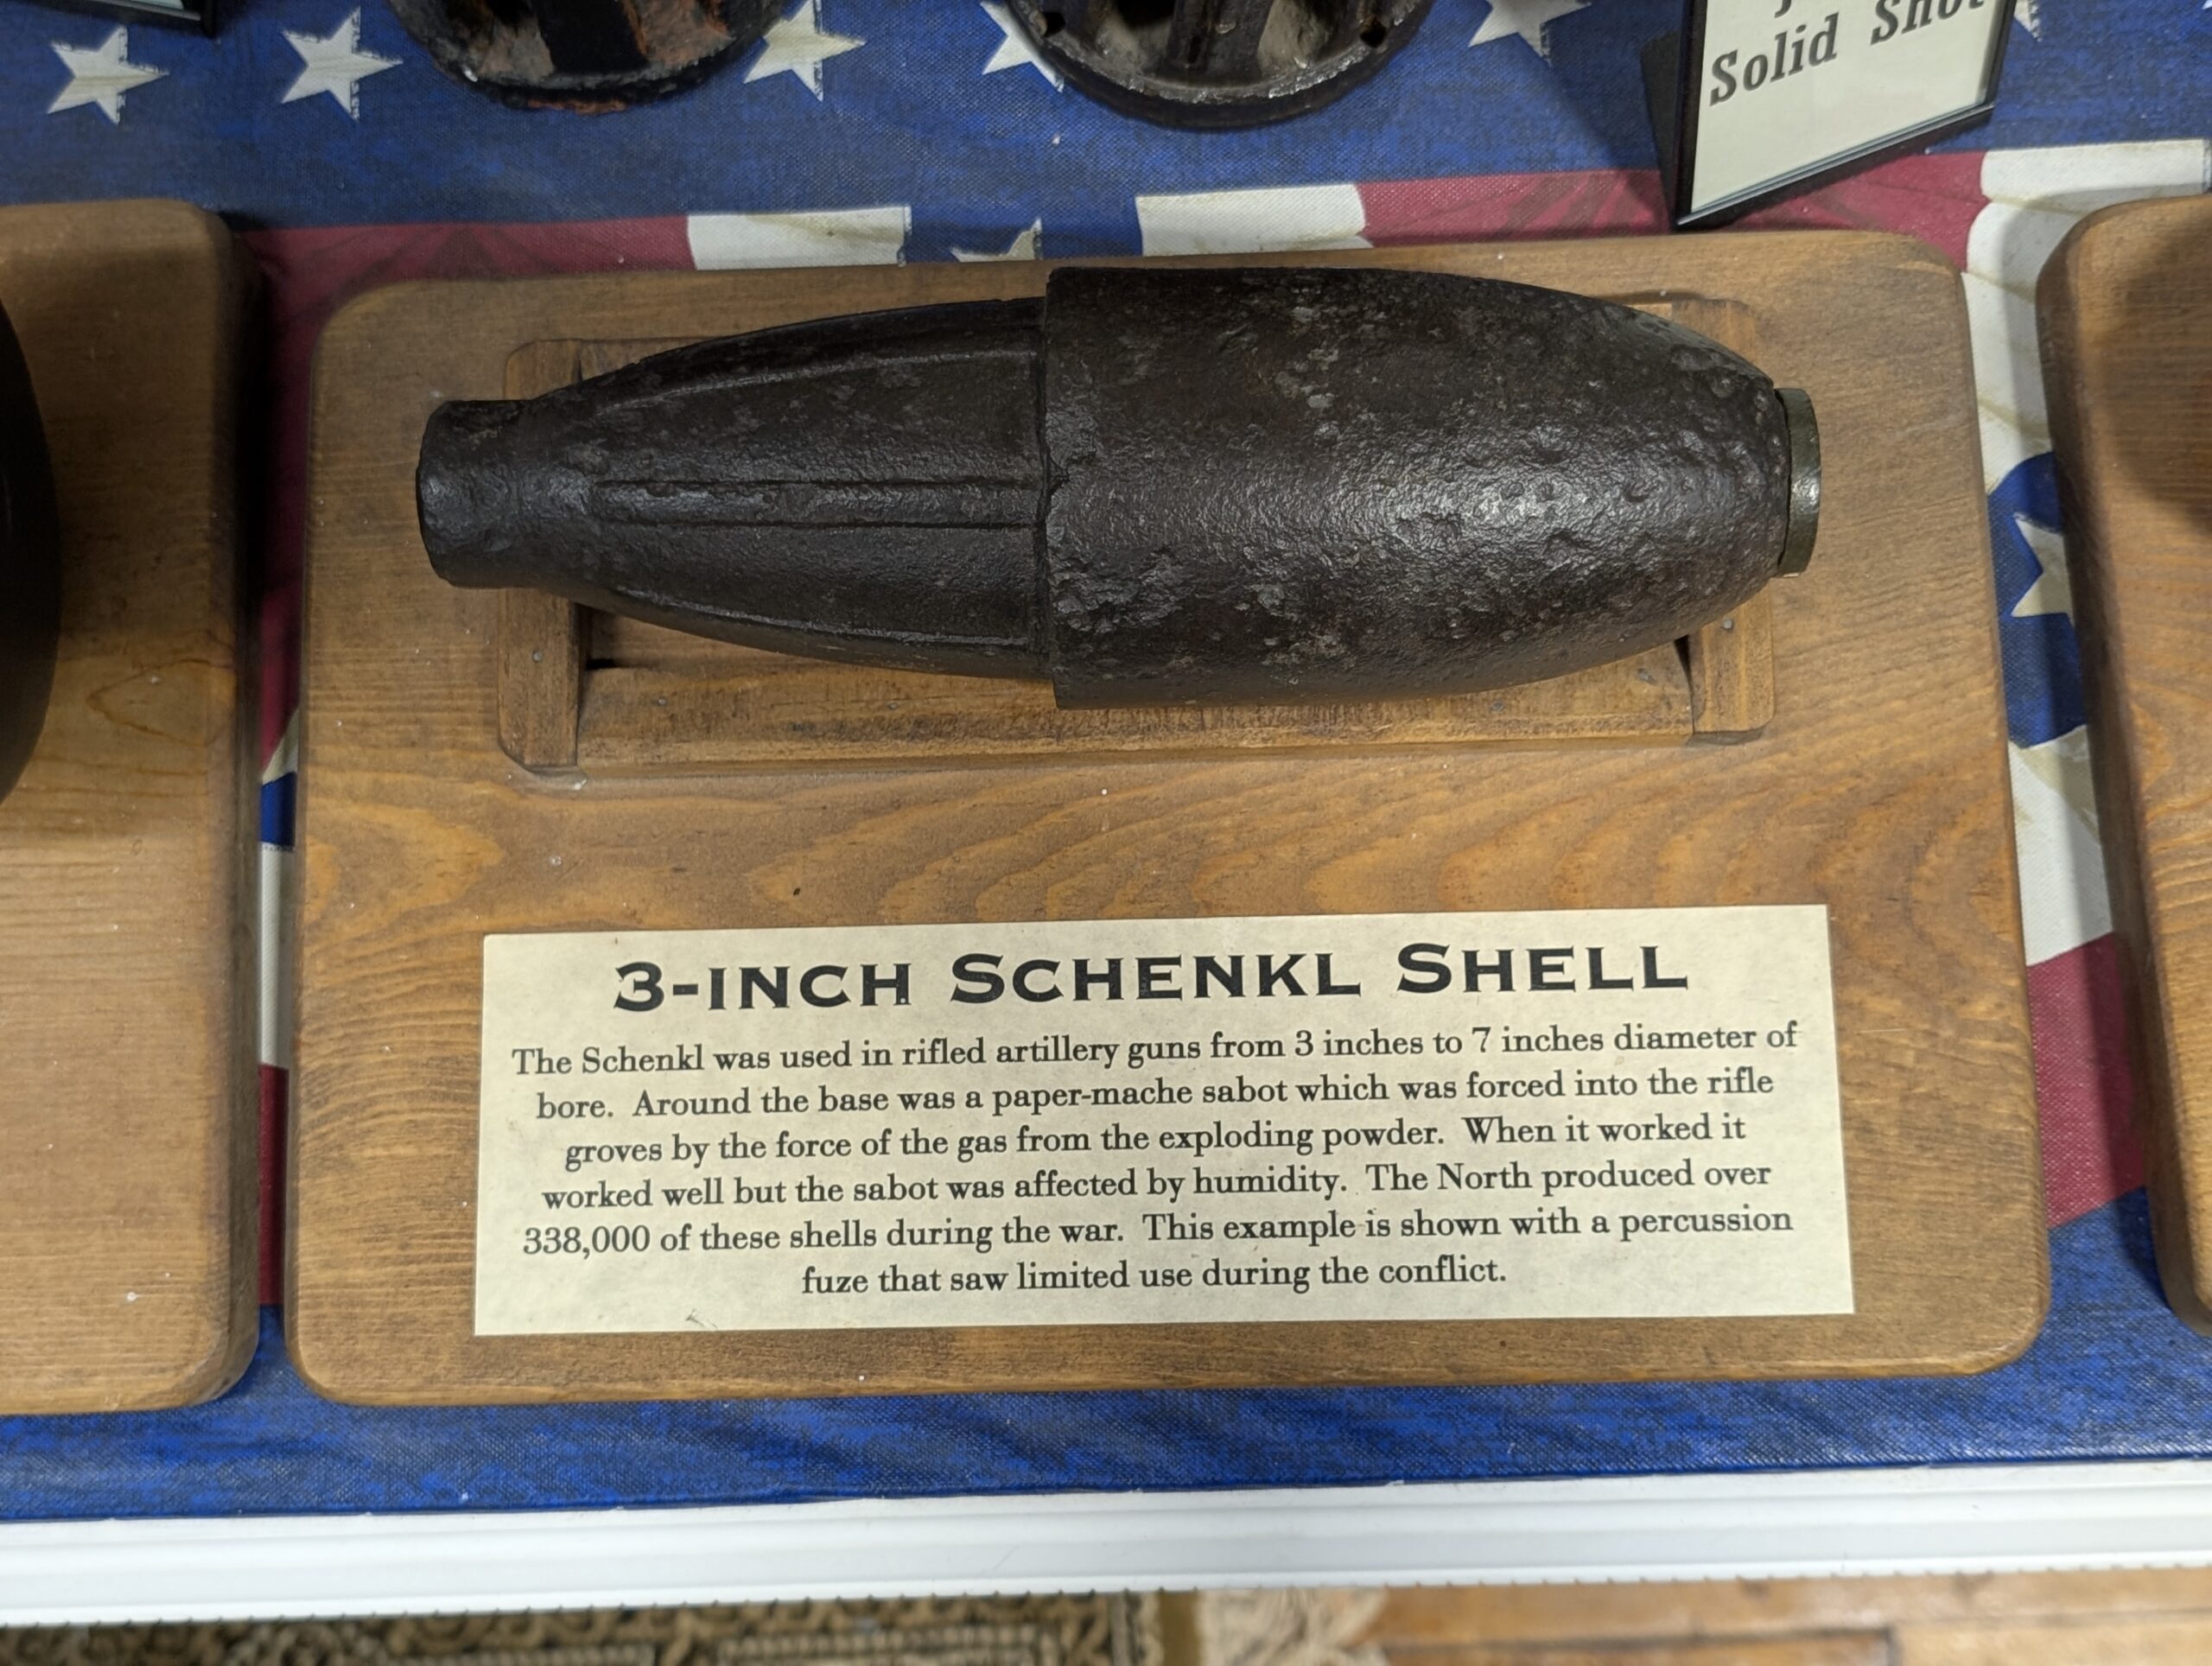 Solid Shot
3-INCH SCHENKL SHELL
The Schenkl was used in rifled artillery guns from 3 inches to 7 inches diameter of
bore. Around the base was a paper-mache sabot which was forced into the rifle
groves by the force of the gas from the exploding powder. When it worked it
worked well but the sabot was affected by humidity. The North produced over
338,000 of these shells during the war. This example is shown with a percussion
fuze that saw limited use during the conflict.